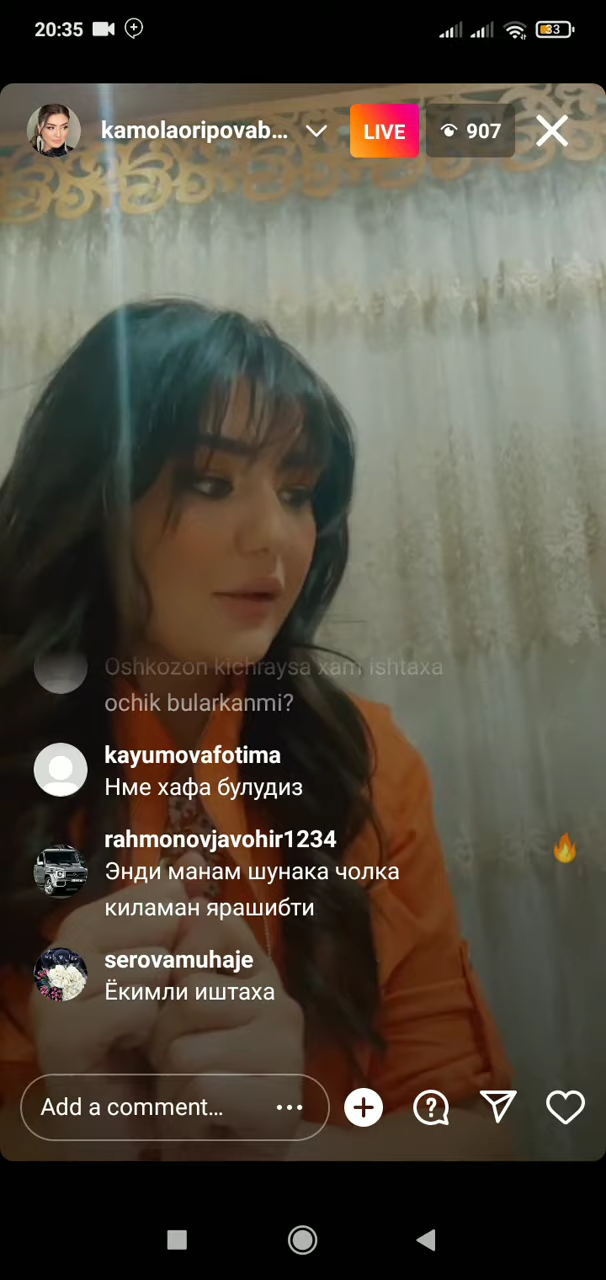 20:35
33
kamolaoripovab...
LIVE
907
Oshkozon kichraysa xam ishtaxa
ochik bularkanmi?
kayumovafotima
Нме хафа булудиз
rahmonovjavohir1234
Энди манам шунака чолка
киламан ярашибти
serovamuhaje
Ёкимли иштаха
Add a comment...